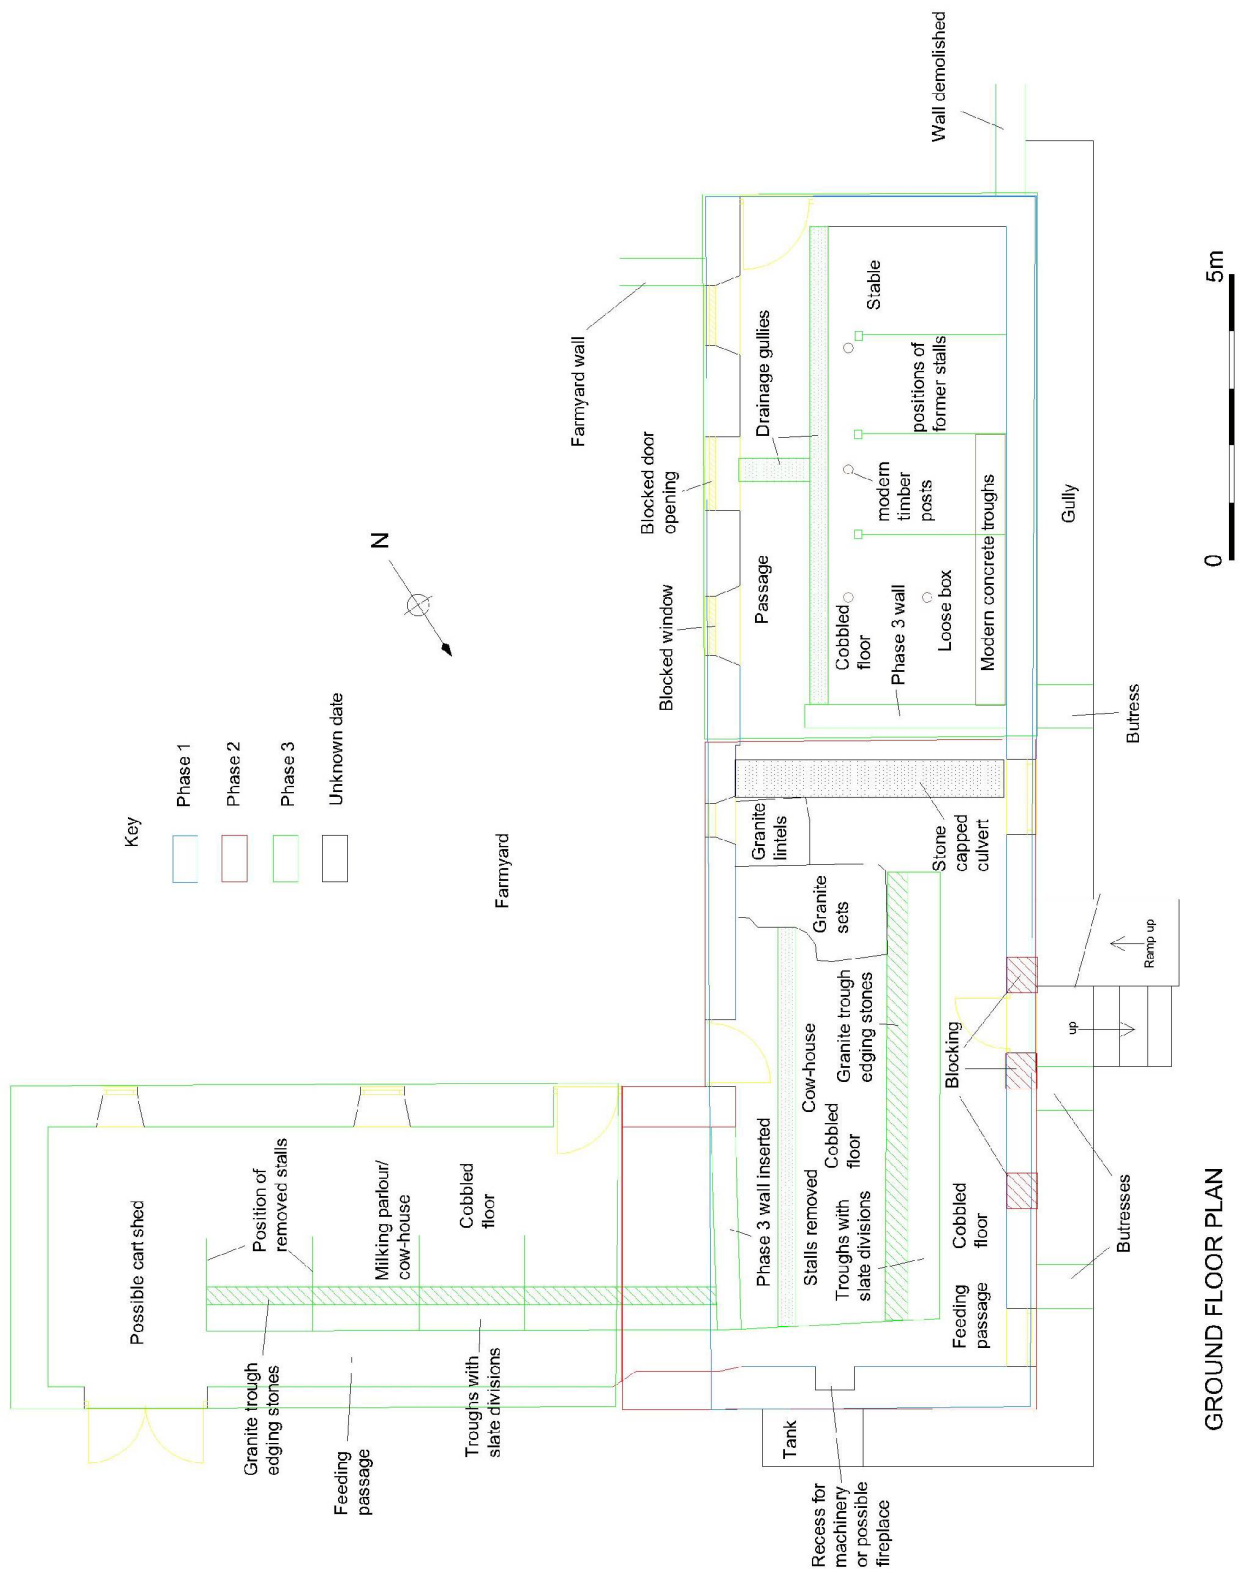 Key
Phase 1
Phase 2
Phase 3
Unknown date
N
Farmyard
Possible cart shed
Position of
removed stalls
Milking parlour/
cow-house
Cobbled
floor
Granite trough
edging stones
Feeding
passage
Troughs with
slate divisions
Farmyard wall
Blocked door
opening
Blocked window
Wall demolished
Passage
Drainage gullies
Stable
Cobbled
floor
modern
timber
posts
positions of
former stalls
Phase 3 wall
Loose box
Modern concrete troughs
Gully
Butress
Granite
lintels
Granite
sets
Stone
capped
culvert
Phase 3 wall inserted
Stalls removed
Cow-house
Cobbled
floor
Troughs with
slate divisions
Granite trough
edging stones
Feeding
passage
Cobbled
floor
Blocking
up
Ramp up
Butresses
Tank
Recess for
machinery
or possible
fireplace
GROUND FLOOR PLAN
0
5m